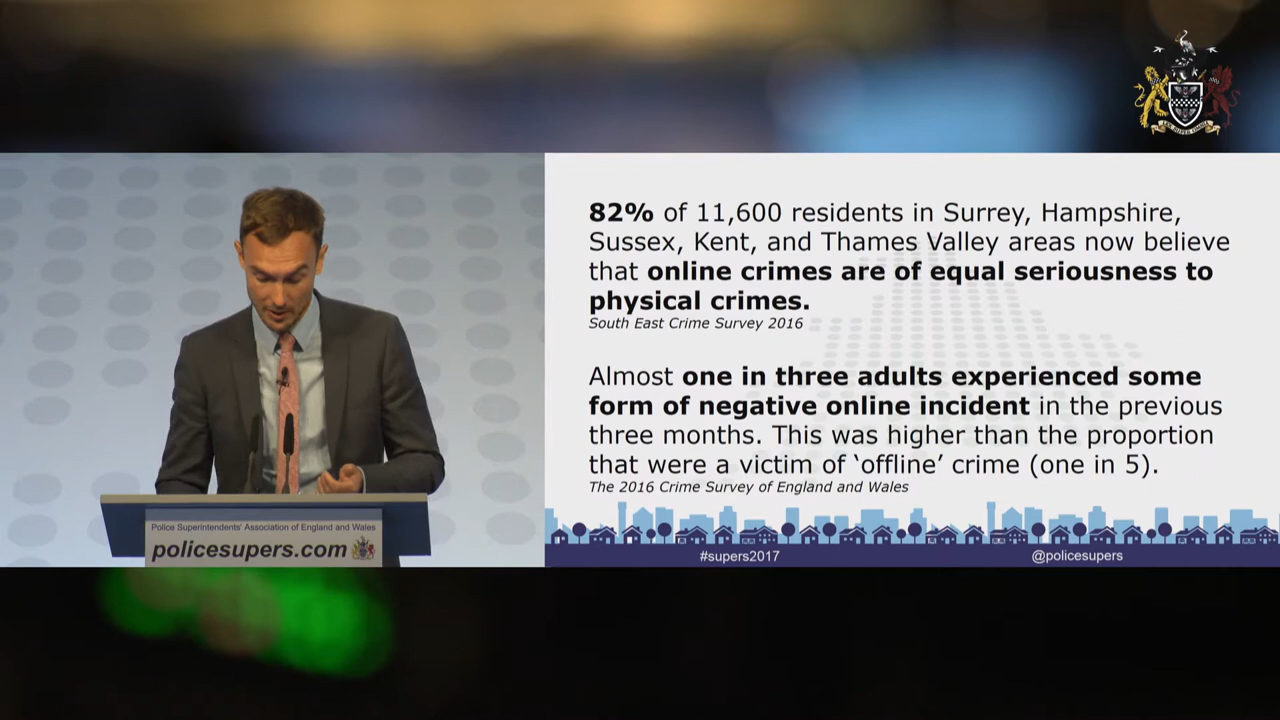 82% of 11,600 residents in Surrey, Hampshire,
Sussex, Kent, and Thames Valley areas now believe
that online crimes are of equal seriousness to
physical crimes.
South East Crime Survey 2016
Almost one in three adults experienced some
form of negative online incident in the previous
three months. This was higher than the proportion
that were a victim of ‘offline’ crime (one in 5).
The 2016 Crime Survey of England and Wales
#supers2017
@policesupers
Police Superintendents' Association of England and Wales
policesupers.com